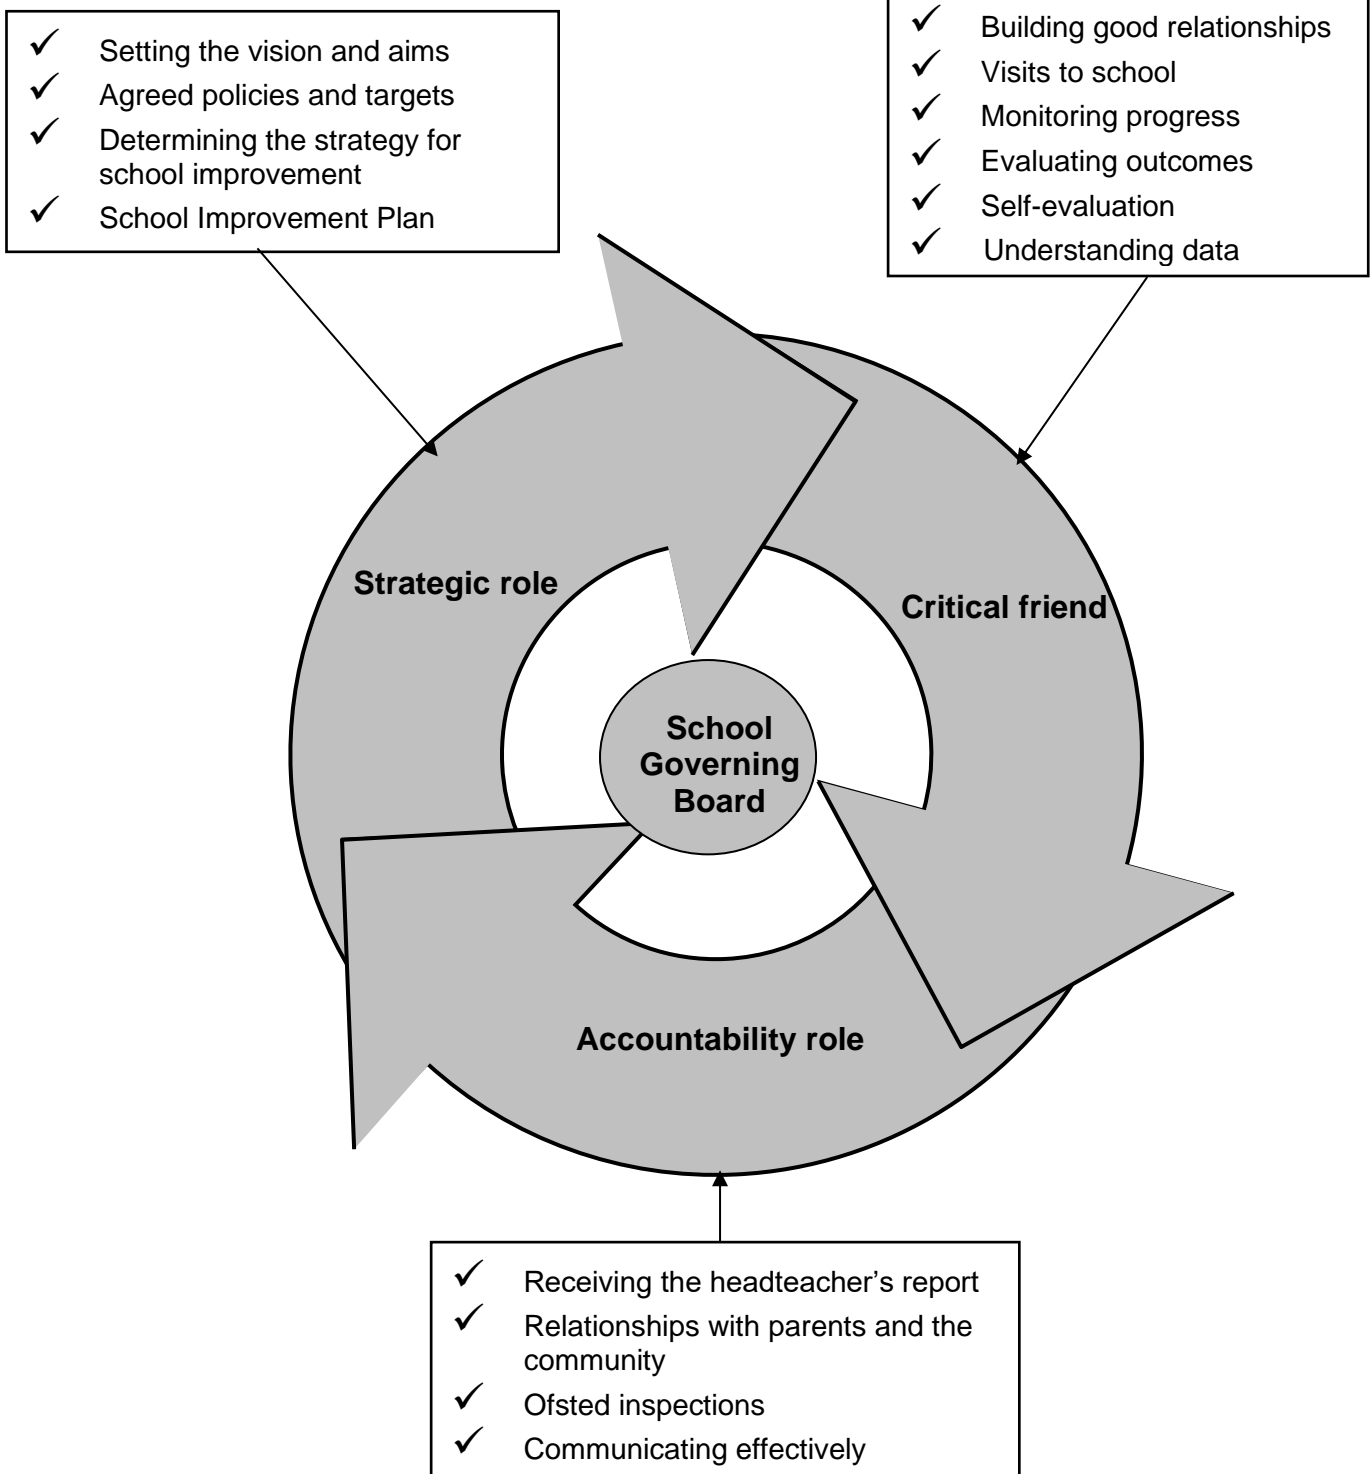 ✓ Setting the vision and aims
✓ Agreed policies and targets
✓ Determining the strategy for
school improvement
✓ School Improvement Plan
✓ Building good relationships
✓ Visits to school
✓ Monitoring progress
✓ Evaluating outcomes
✓ Self-evaluation
✓ Understanding data
Strategic role
Critical friend
School
Governing
Board
Accountability role
✓ Receiving the headteacher’s report
✓ Relationships with parents and the
community
✓ Ofsted inspections
✓ Communicating effectively